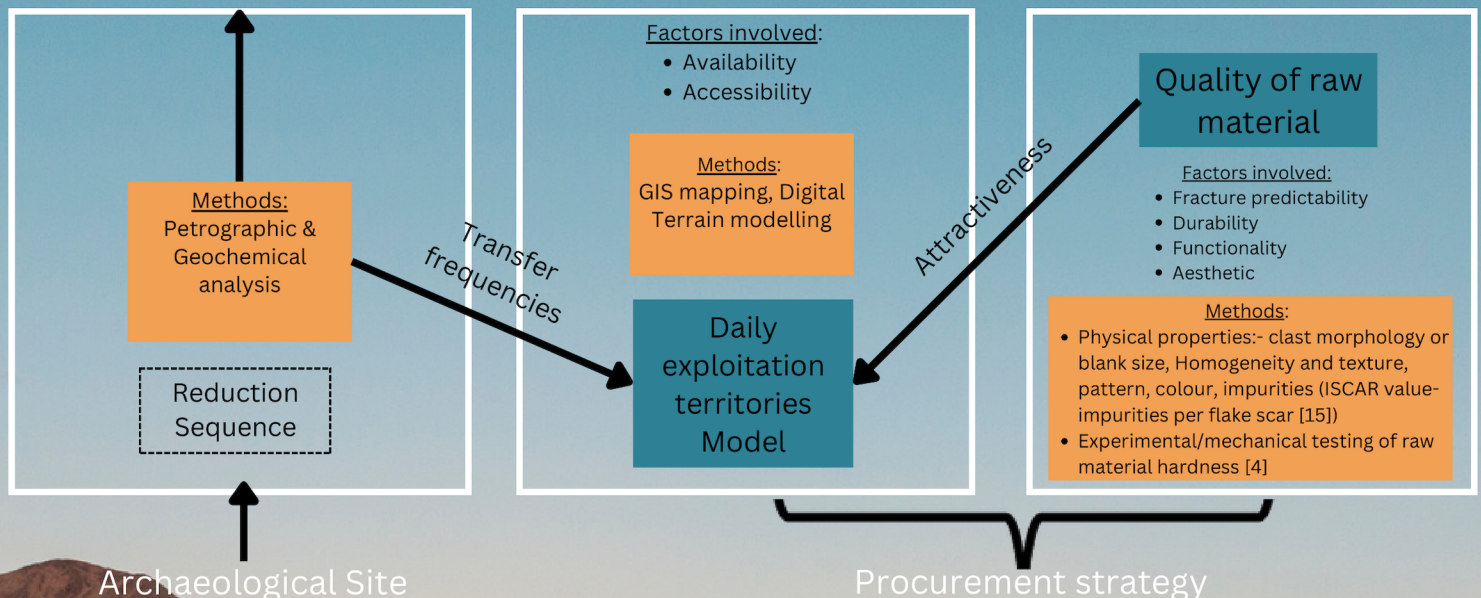 Methods:
Petrographic &
Geochemical
analysis
Reduction
Sequence
Archaeological Site
Transfer
frequencies
Factors involved:
• Availability
• Accessibility
Methods:
GIS mapping, Digital
Terrain modelling
Daily
exploitation
territories
Model
Attractiveness
Quality of raw
material
Factors involved:
• Fracture predictability
• Durability
• Functionality
• Aesthetic
Methods:
• Physical properties:- clast morphology or
blank size, Homogeneity and texture,
pattern, colour, impurities (ISCAR value-
impurities per flake scar [15])
• Experimental/mechanical testing of raw
material hardness [4]
Procurement strategy